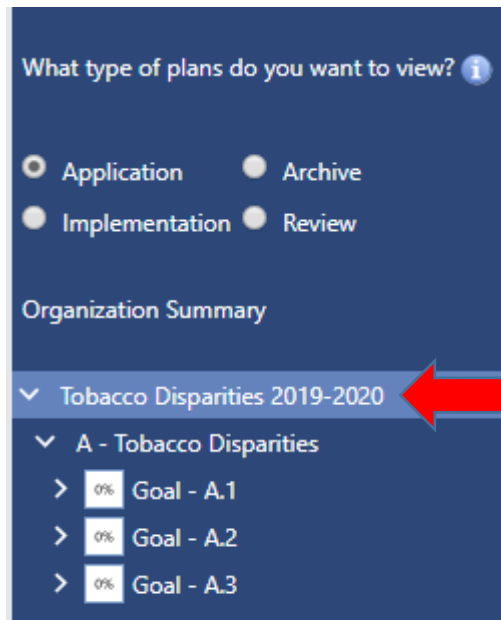 What type of plans do you want to view? i
Application Archive
Implementation Review
Organization Summary
Tobacco Disparities 2019-2020
A - Tobacco Disparities
0% Goal - A.1
0% Goal - A.2
0% Goal - A.3